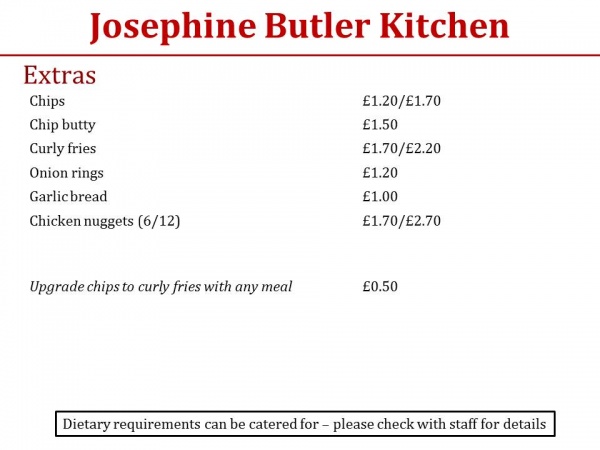 Josephine Butler Kitchen
Extras
Chips £1.20/£1.70
Chip butty £1.50
Curly fries £1.70/£2.20
Onion rings £1.20
Garlic bread £1.00
Chicken nuggets (6/12) £1.70/£2.70
Upgrade chips to curly fries with any meal £0.50
Dietary requirements can be catered for – please check with staff for details